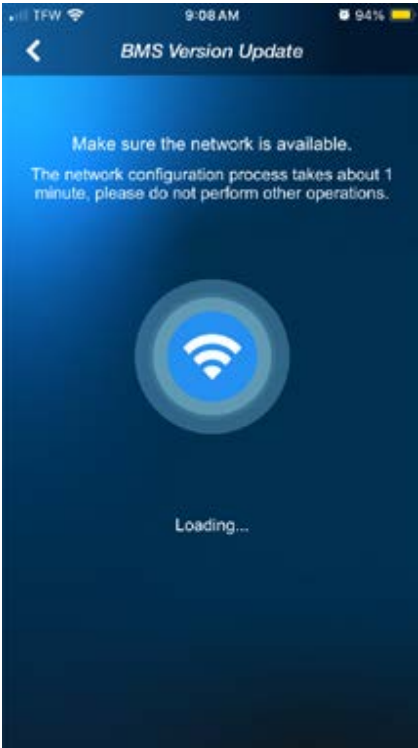 TFW 9:08 AM 94%
BMS Version Update
Make sure the network is available.
The network configuration process takes about 1
minute, please do not perform other operations.
Loading...